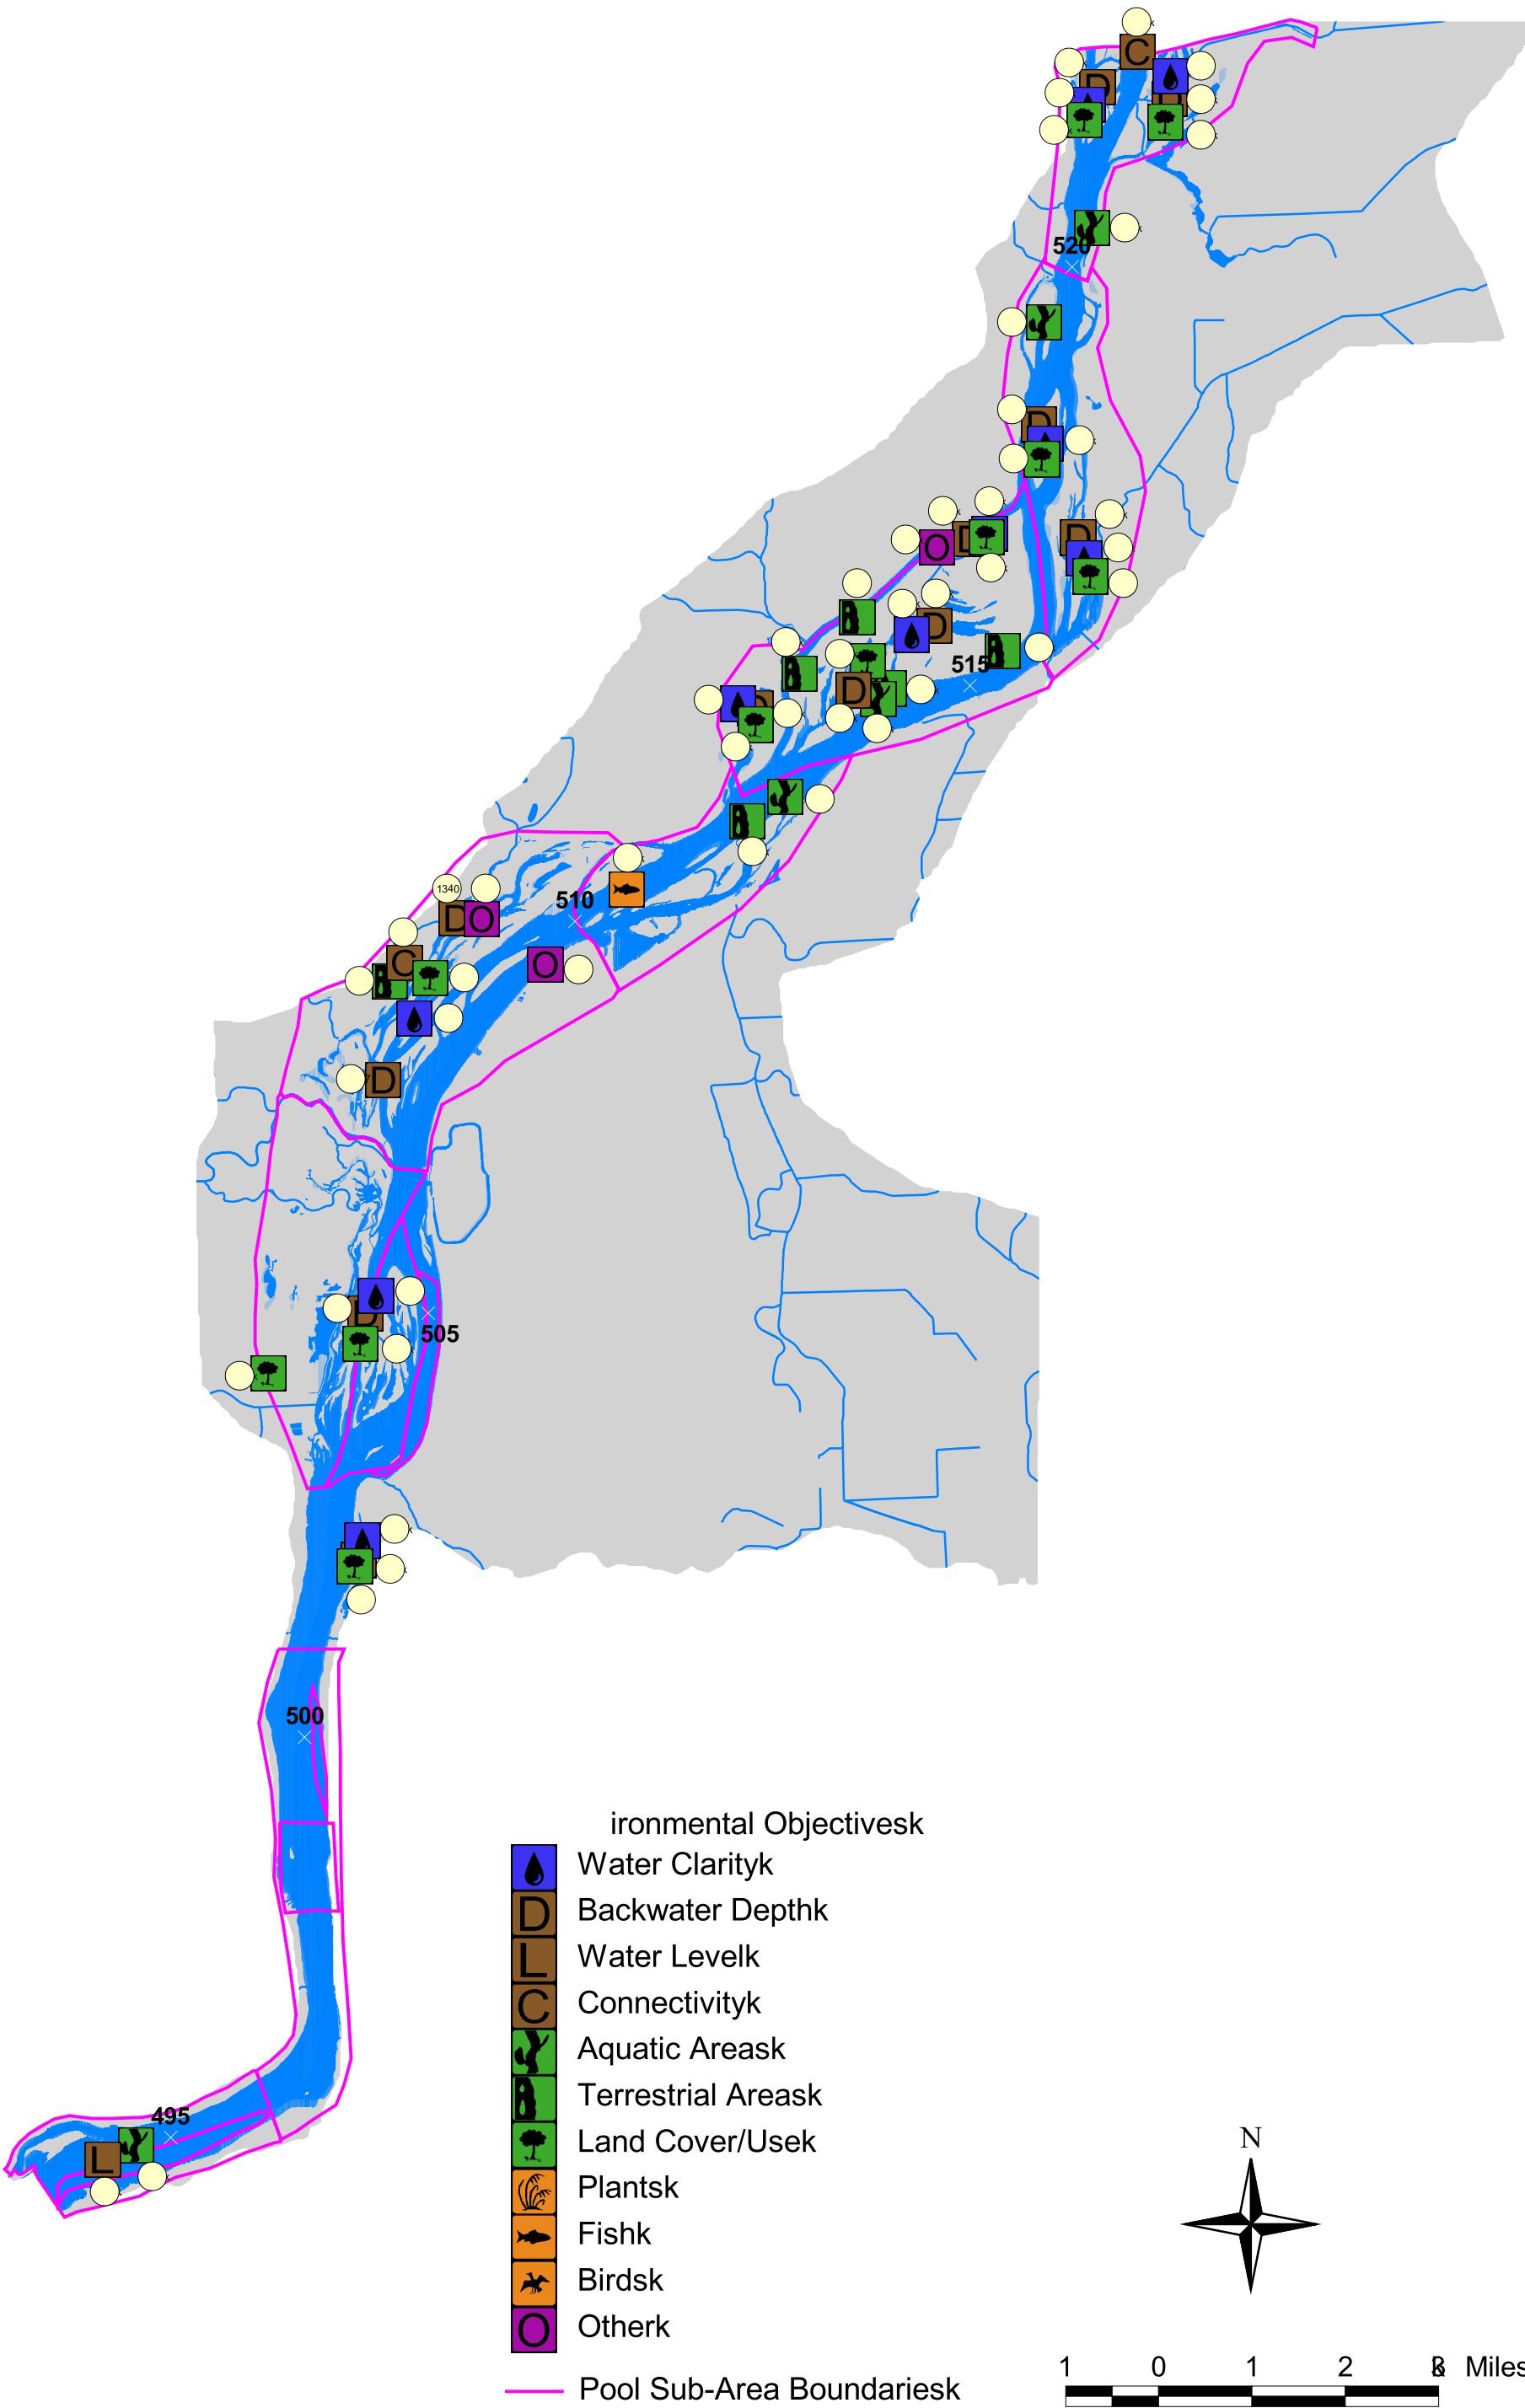 C
D
D
520
D
D
O
D
D
515
D
D
510
1340
D
O
C
O
D
D
505
500
495
L
ironmental Objectivesk
Water Clarityk
D Backwater Depthk
L Water Levelk
C Connectivityk
Aquatic Areask
Terrestrial Areask
Land Cover/Usek
Plantsk
Fishk
Birdsk
O Otherk
Pool Sub-Area Boundariesk
N
1 0 1 2 3 Miles